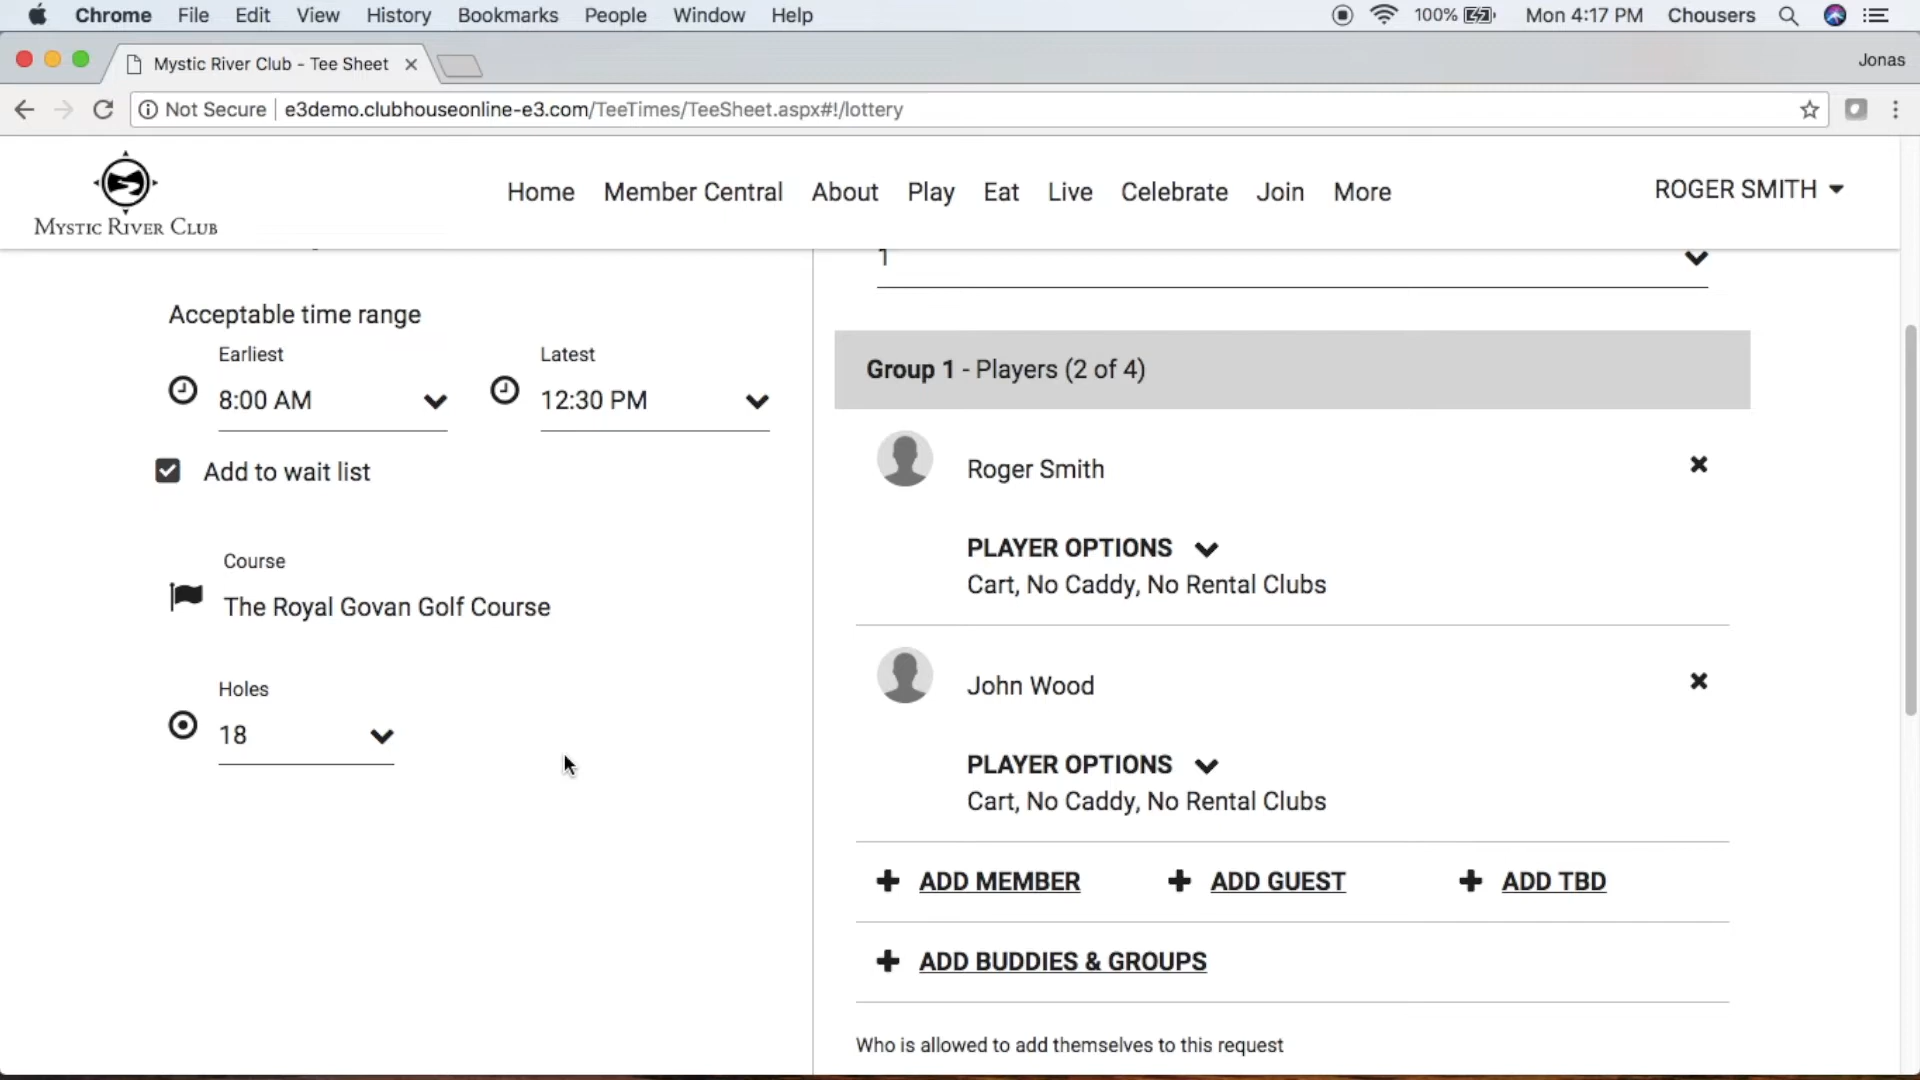 Chrome File Edit View History Bookmarks People Window Help 100% Mon 4:17 PM Chousers
Mystic River Club - Tee Sheet Jonas
Not Secure e3demo.clubhouseonline-e3.com/TeeTimes/TeeSheet.aspx#!/lottery
Mystic River Club
Home Member Central About Play Eat Live Celebrate Join More
ROGER SMITH
Acceptable time range
Earliest Latest
8:00 AM 12:30 PM
Add to wait list
Course
The Royal Govan Golf Course
Holes
18
1
Group 1 - Players (2 of 4)
Roger Smith
PLAYER OPTIONS
Cart, No Caddy, No Rental Clubs
John Wood
PLAYER OPTIONS
Cart, No Caddy, No Rental Clubs
ADD MEMBER ADD GUEST ADD TBD
ADD BUDDIES & GROUPS
Who is allowed to add themselves to this request